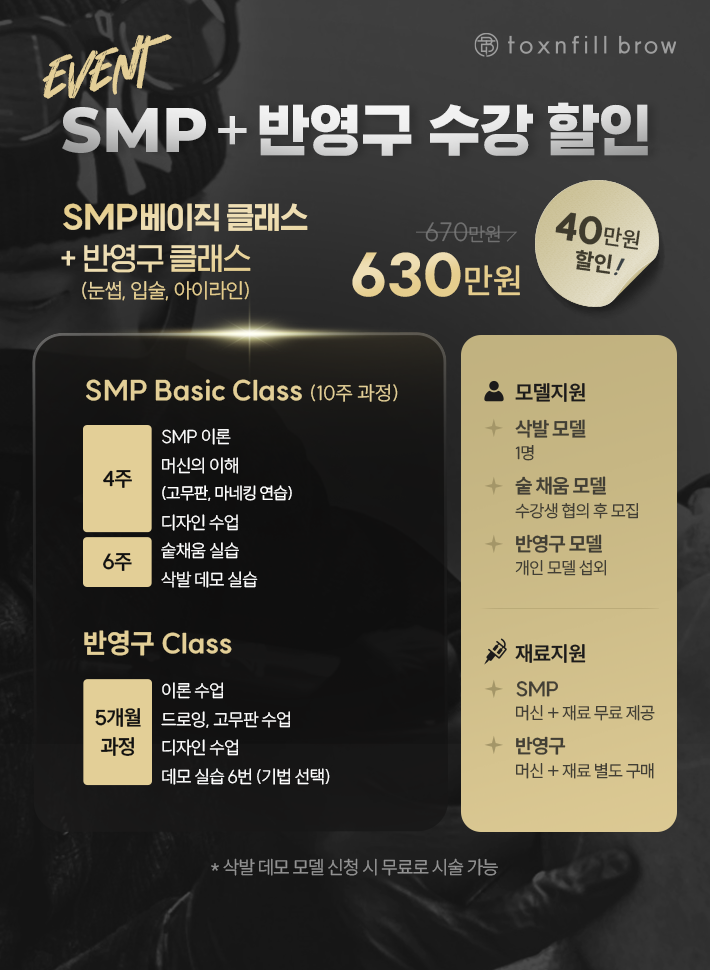 toxnfill brow
EVENT
SMP + 반영구 수강 할인
SMP베이직 클래스
+ 반영구 클래스
(눈썹, 입술, 아이라인)
670만원
630만원
40만원
할인!
SMP Basic Class (10주 과정)
4주
SMP 이론
머신의 이해
(고무판, 마네킹 연습)
디자인 수업
6주
숱채움 실습
삭발 데모 실습
반영구 Class
5개월
과정
이론 수업
드로잉, 고무판 수업
디자인 수업
데모 실습 6번 (기법 선택)
모델지원
삭발 모델
1명
숱 채움 모델
수강생 협의 후 모집
반영구 모델
개인 모델 섭외
재료지원
SMP
머신 + 재료 무료 제공
반영구
머신 + 재료 별도 구매
* 삭발 데모 모델 신청 시 무료로 시술 가능